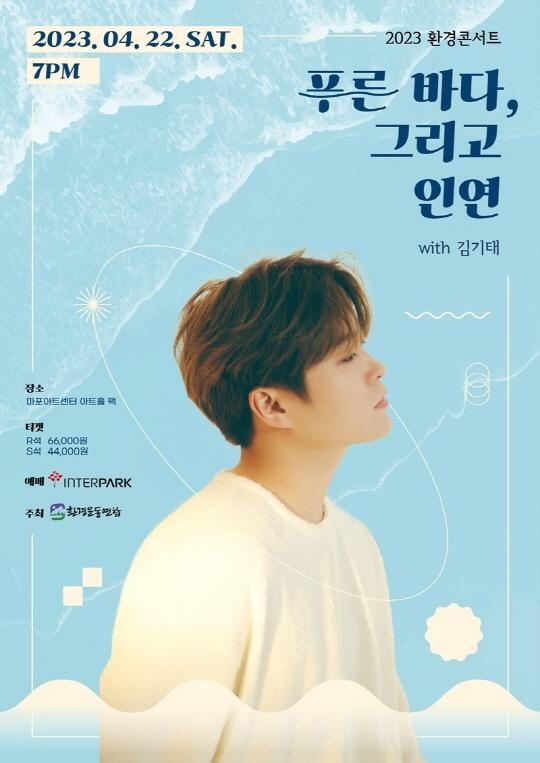 2023. 04. 22. SAT.
7PM
2023 환경콘서트
푸른 바다,
그리고
인연
with 김기태
장소
마포아트센터 아트홀 맥
티켓
R석 66,000원
S석 44,000원
예매 INTERPARK
주최 환경운동연합